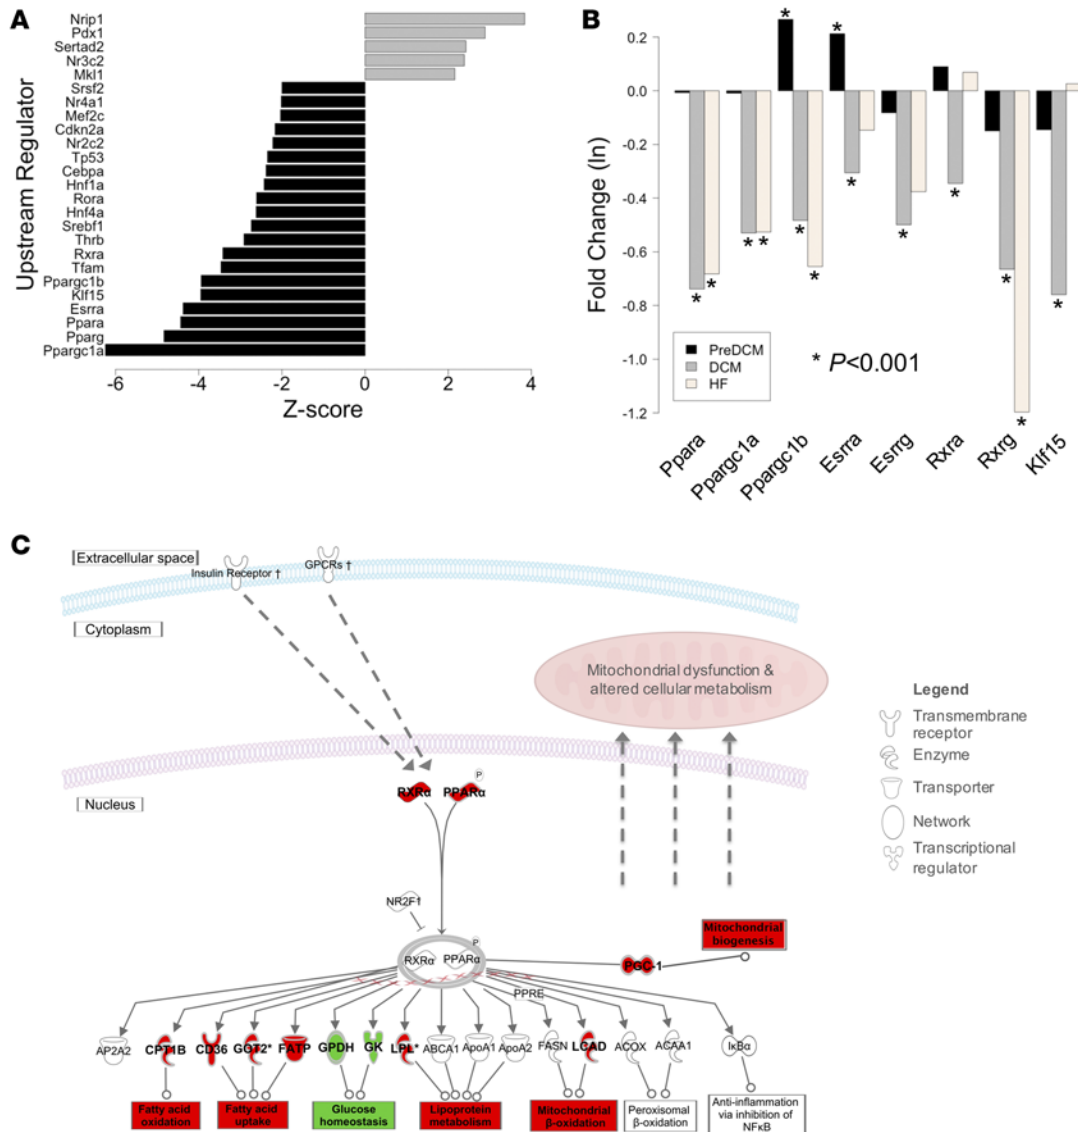 A
Upstream Regulator
Nrip1
Pdx1
Sertad2
Nr3c2
Mkl1
Srsf2
Nr4a1
Mef2c
Cdkn2a
Nr2c2
Tp53
Cebpa
Hnf1a
Rora
Hnf4a
Srebf1
Thrb
Rxra
Tfam
Ppargc1b
Klf15
Esrra
Ppara
Pparg
Ppargc1a
-6 -4 -2 0 2 4
Z-score
B
Fold Change (ln)
0.2
0.0
-0.2
-0.4
-0.6
-0.8
-1.0
-1.2
* * * * * * * * * * * * * *
PreDCM
DCM
HF
* P<0.001
Ppara Ppargc1a Ppargc1b Esrra Esrrg Rxra Rxrg Klf15
C
Extracellular space
Insulin Receptor †
GPCRs †
Cytoplasm
Mitochondrial dysfunction &
altered cellular metabolism
Nucleus
RXRα PPARα P
Legend
Transmembrane
receptor
Enzyme
Transporter
Network
Transcriptional
regulator
NR2F1
RXRα PPARα P
PGC-1
Mitochondrial
biogenesis
PPRE
AP2A2 CPT1B CD36 GOT2* FATP GPDH GK LPL* ABCA1 ApoA1 ApoA2 FASN LCAD ACOX ACAA1 IκBα
Fatty acid
oxidation
Fatty acid
uptake
Glucose
homeostasis
Lipoprotein
metabolism
Mitochondrial
β-oxidation
Peroxisomal
β-oxidation
Anti-inflammation
via inhibition of
NFκB